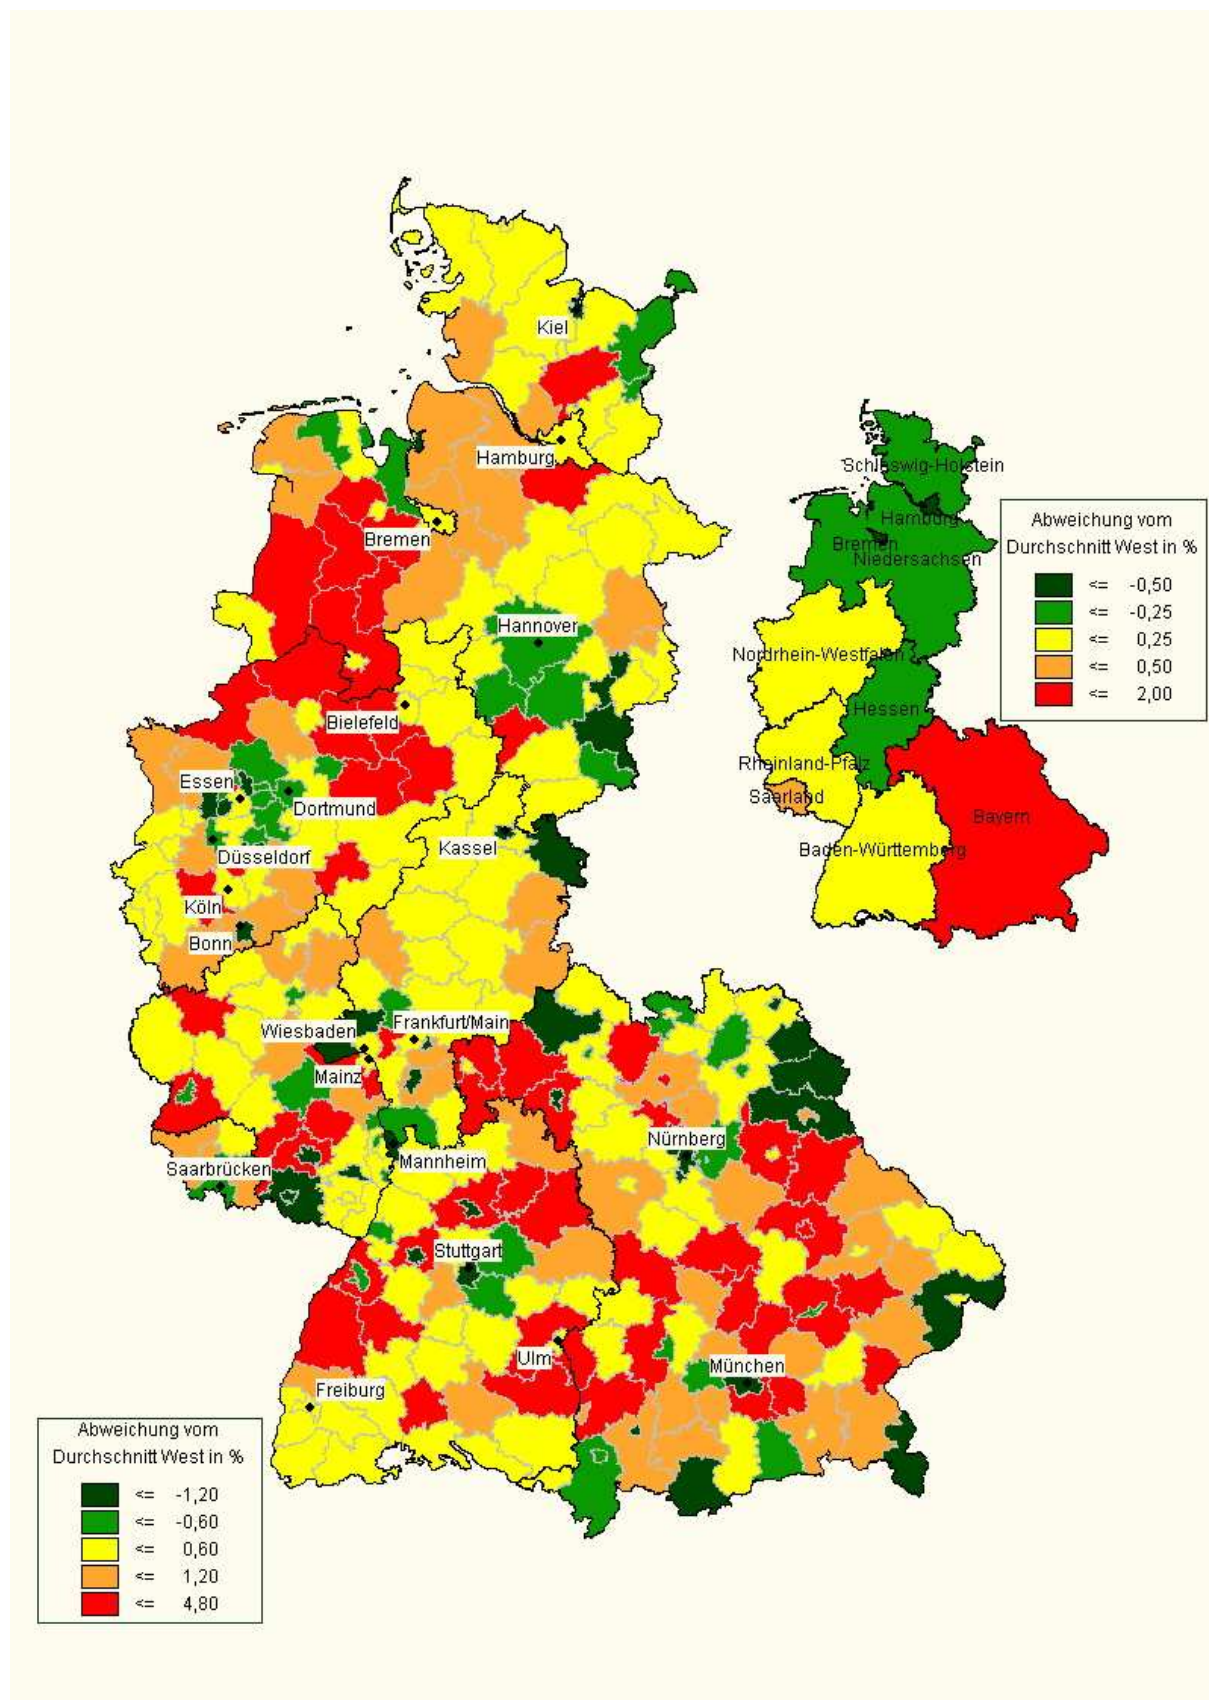 Kiel
Hamburg
Bremen
Hannover
Bielefeld
Essen
Dortmund
Düsseldorf
Kassel
Köln
Bonn
Wiesbaden
Frankfurt/Main
Mainz
Nürnberg
Mannheim
Saarbrücken
Stuttgart
Ulm
München
Freiburg
Schleswig-Holstein
Hamburg
Bremen
Niedersachsen
Nordrhein-Westfalen
Hessen
Rheinland-Pfalz
Saarland
Bayern
Baden-Württemberg
Abweichung vom
Durchschnitt West in %
<= -0,50
<= -0,25
<= 0,25
<= 0,50
<= 2,00
Abweichung vom
Durchschnitt West in %
<= -1,20
<= -0,60
<= 0,60
<= 1,20
<= 4,80